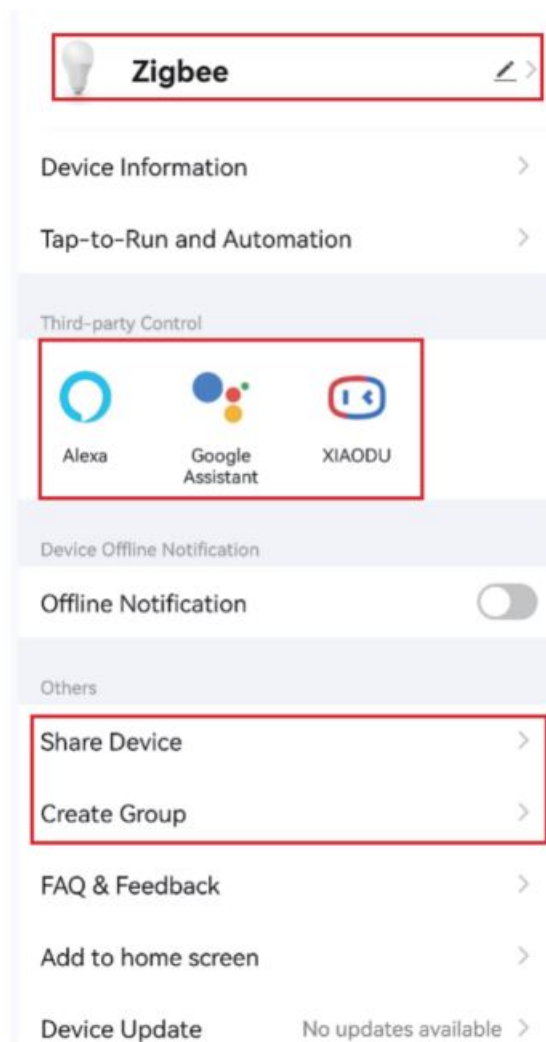 Zigbee
Device Information
Tap-to-Run and Automation
Third-party Control
Alexa
Google
Assistant
XIAODU
Device Offline Notification
Offline Notification
Others
Share Device
Create Group
FAQ & Feedback
Add to home screen
Device Update No updates available